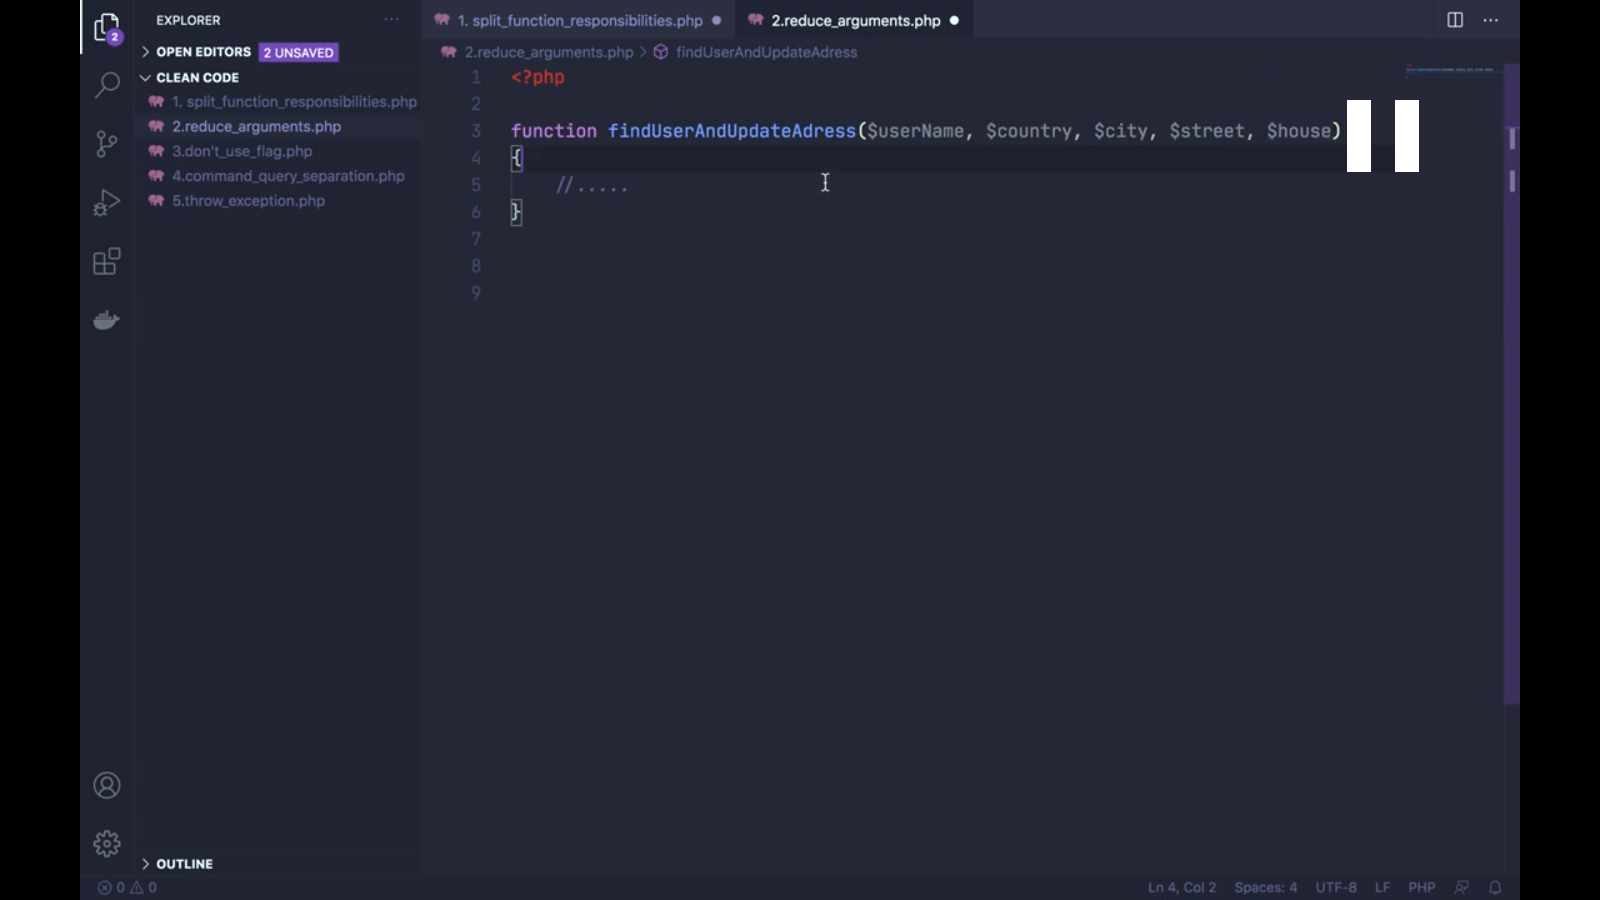 EXPLORER
OPEN EDITORS 2 UNSAVED
CLEAN CODE
1. split_function_responsibilities.php
2.reduce_arguments.php
3.don't_use_flag.php
4.command_query_separation.php
5.throw_exception.php
OUTLINE
2
1. split_function_responsibilities.php
2.reduce_arguments.php
2.reduce_arguments.php > findUserAndUpdateAdress
1 <?php
2
3 function findUserAndUpdateAdress($userName, $country, $city, $street, $house)
4 {
5 //.....
6 }
7
8
9
0 0
Ln 4, Col 2 Spaces: 4 UTF-8 LF PHP